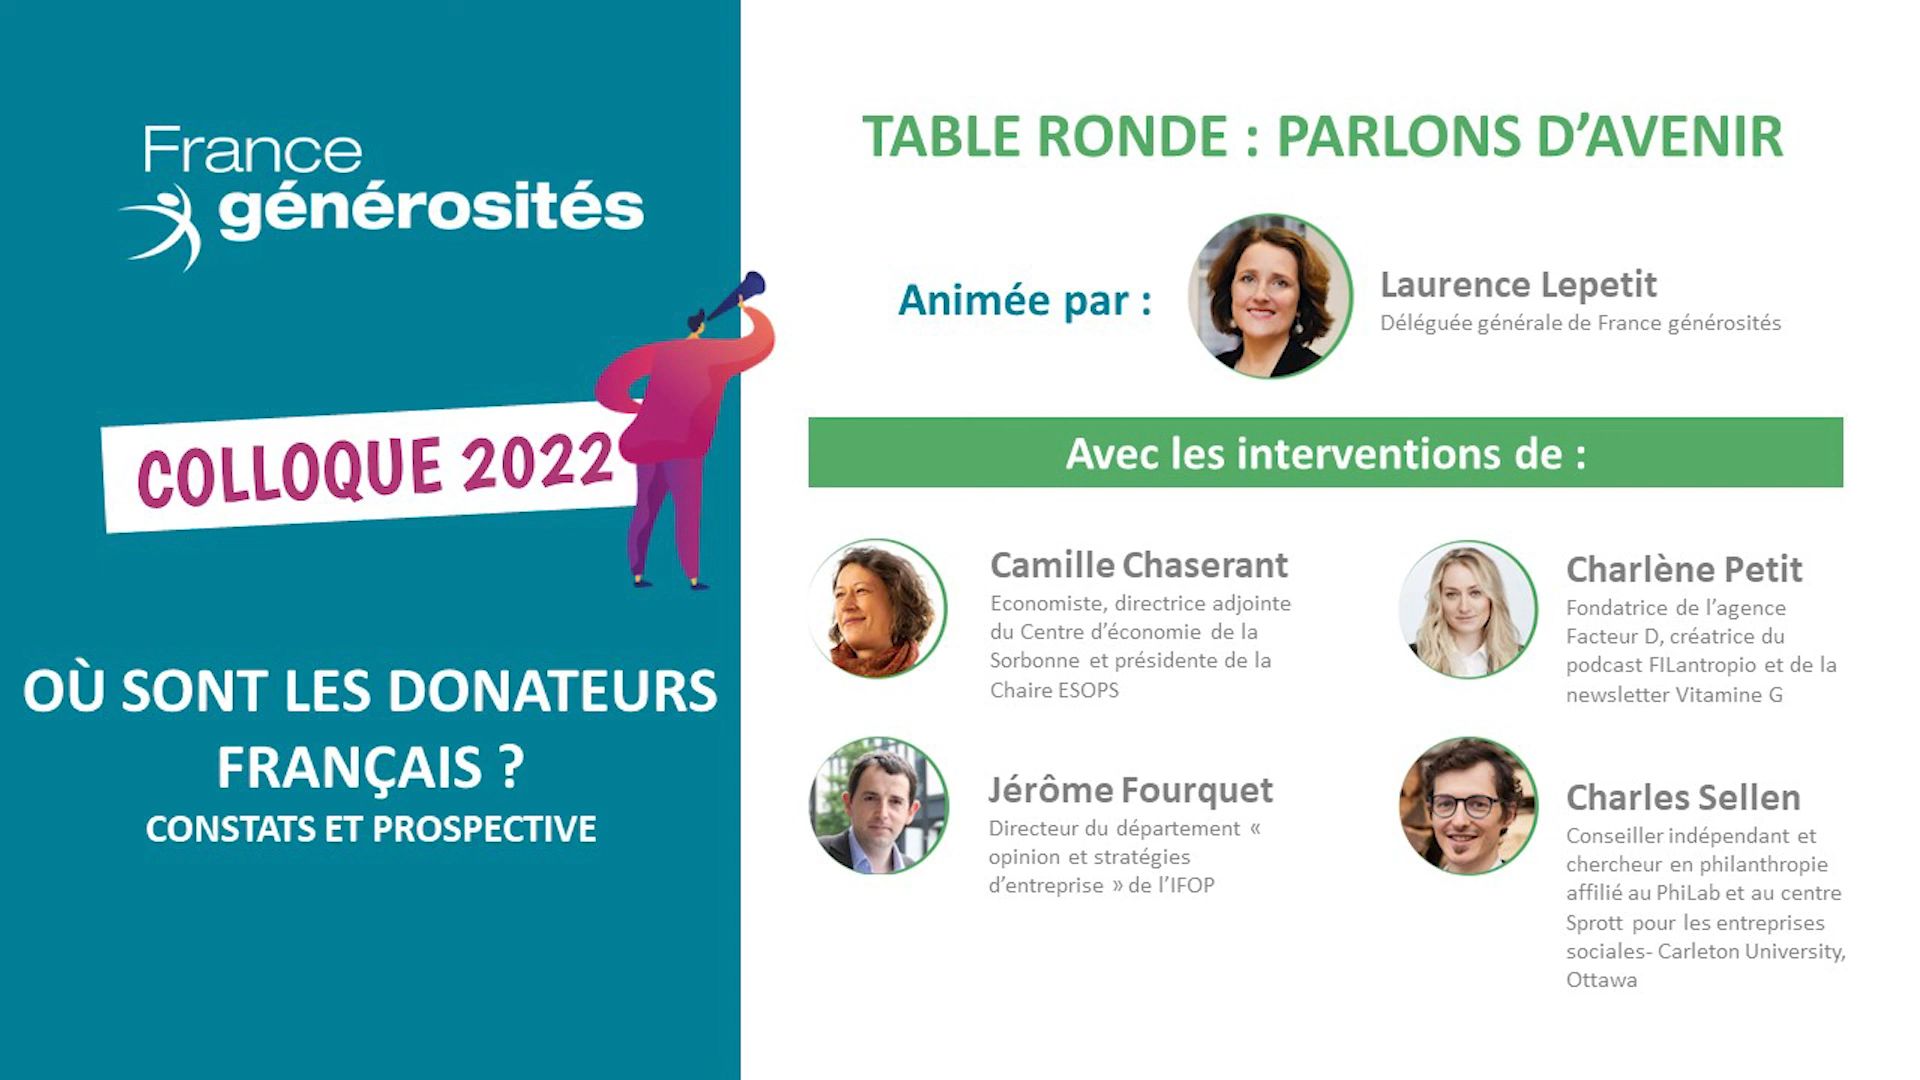 France
générosités
COLLOQUE 2022
OÙ SONT LES DONATEURS
FRANÇAIS ?
CONSTATS ET PROSPECTIVE
TABLE RONDE : PARLONS D’AVENIR
Animée par :
Laurence Lepetit
Déléguée générale de France générosités
Avec les interventions de :
Camille Chaserant
Economiste, directrice adjointe
du Centre d’économie de la
Sorbonne et présidente de la
Chaire ESOPS
Charlène Petit
Fondatrice de l’agence
Facteur D, créatrice du
podcast FILantropio et de la
newsletter Vitamine G
Jérôme Fourquet
Directeur du département «
opinion et stratégies
d’entreprise » de l’IFOP
Charles Sellen
Conseiller indépendant et
chercheur en philanthropie
affilié au PhiLab et au centre
Sprott pour les entreprises
sociales- Carleton University,
Ottawa